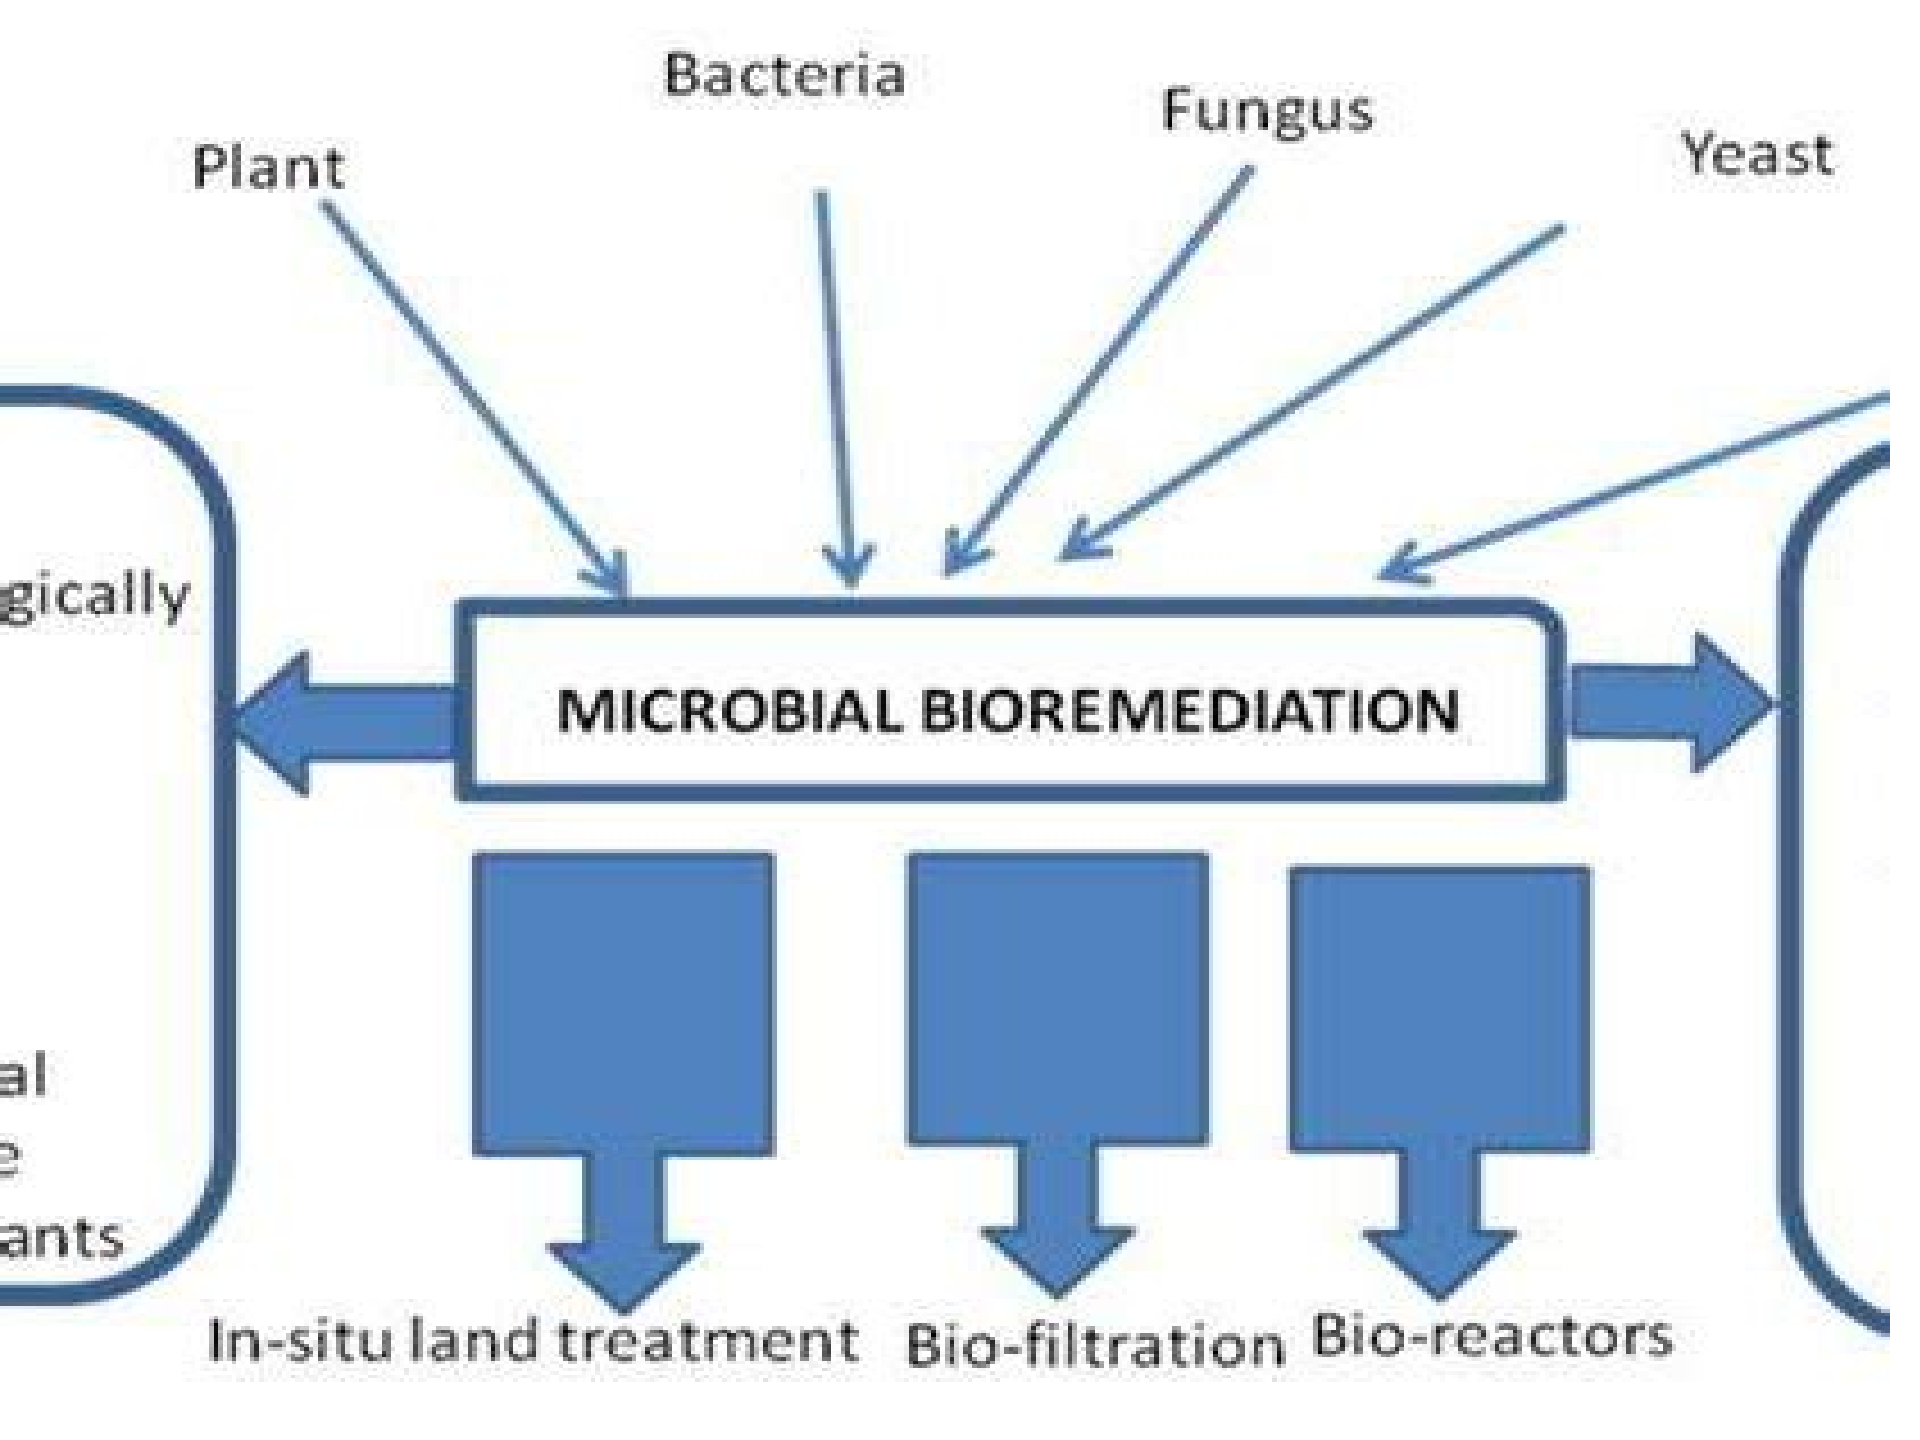 Bacteria
Fungus
Yeast
Plant
gically
MICROBIAL BIOREMEDIATION
al
e
ants
In-situ land treatment
Bio-filtration
Bio-reactors